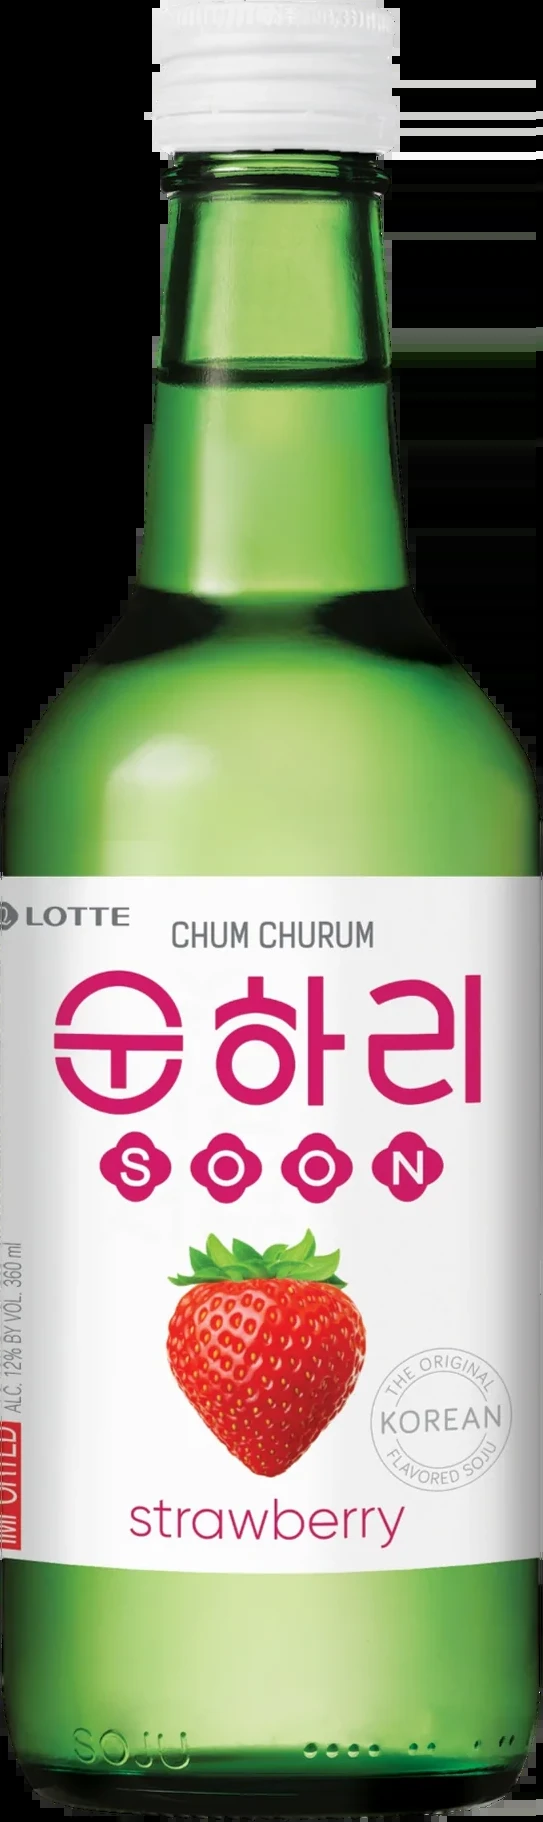 LOTTE
CHUM CHURUM
순하리
SOON
strawberry
THE ORIGINAL
KOREAN
FLAVORED SOJU
ALC. 12% BY VOL. 360 ml
IMPORTED
SOJU